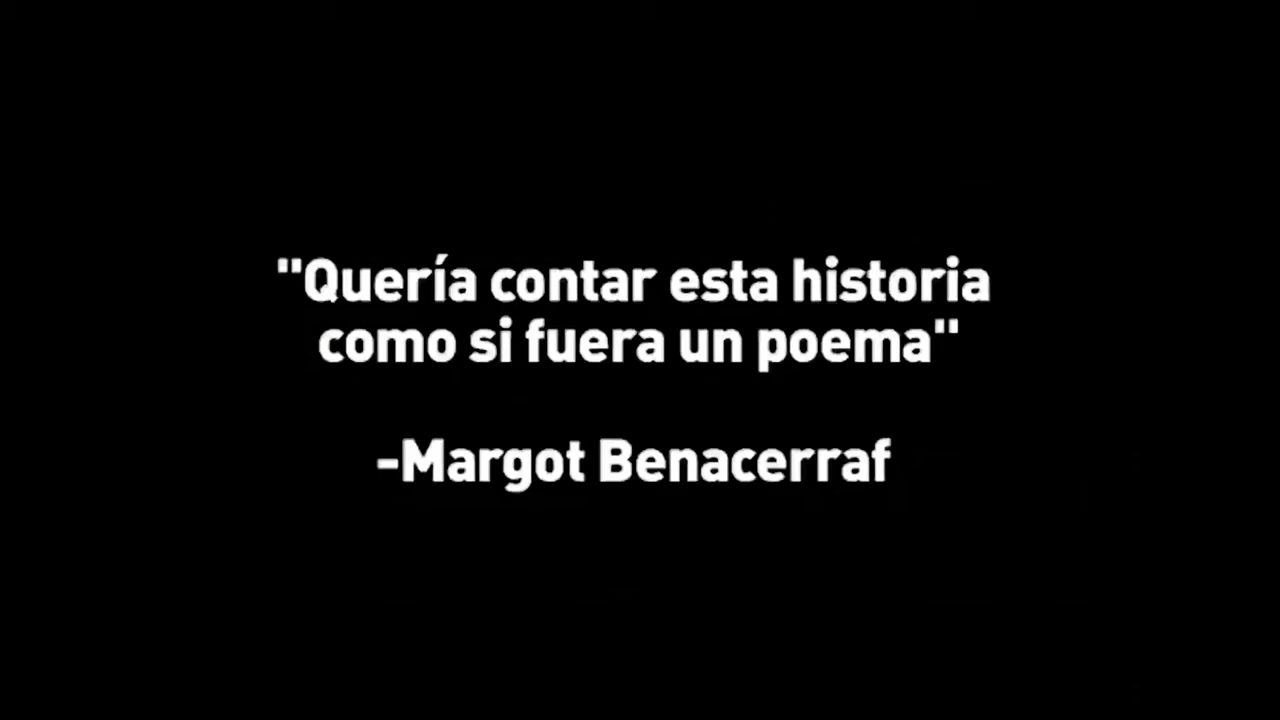 "Quería contar esta historia
como si fuera un poema"
-Margot Benacerraf